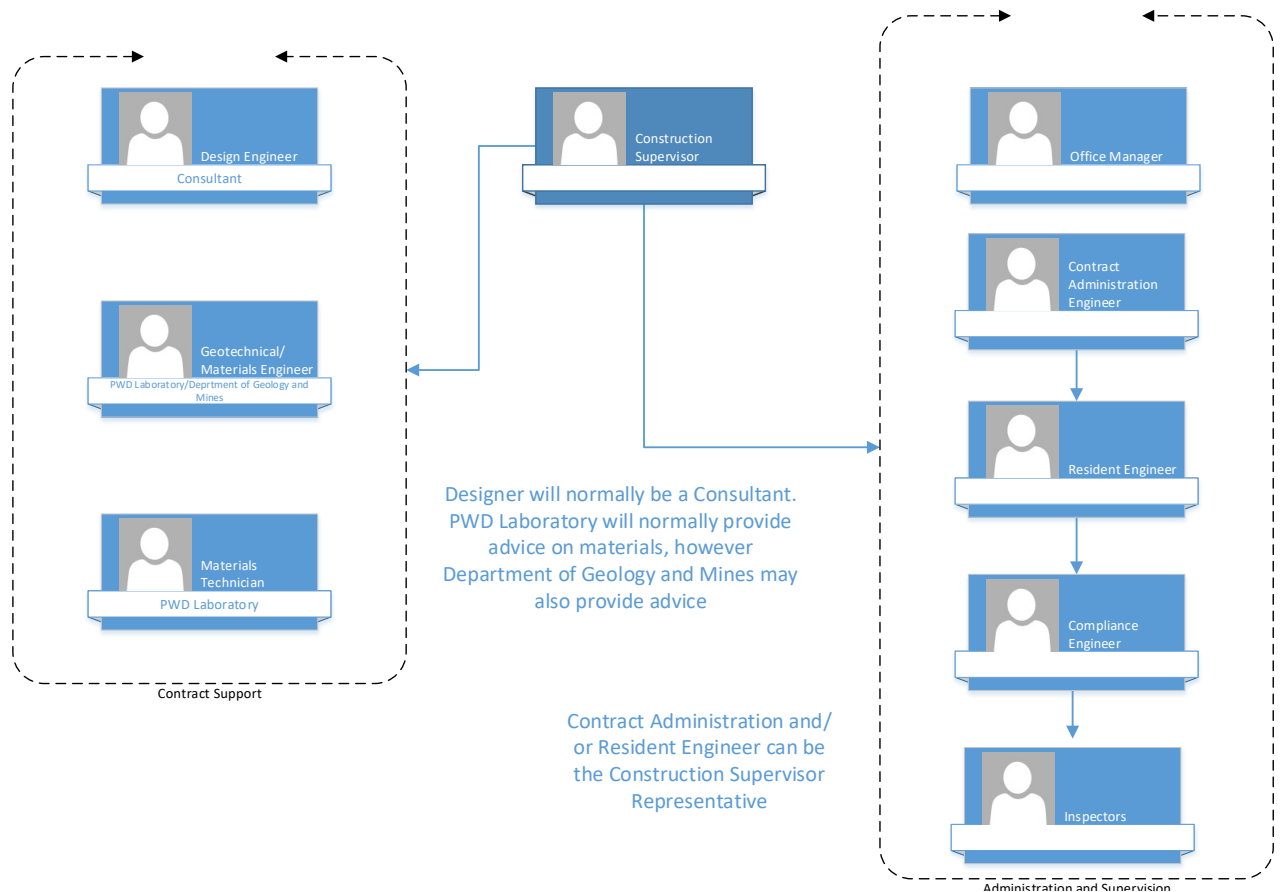 Design Engineer
Consultant
Geotechnical/
Materials Engineer
PWD Laboratory/Deprtment of Geology and
Mines
Materials
Technician
PWD Laboratory
Contract Support
Construction
Supervisor
Designer will normally be a Consultant.
PWD Laboratory will normally provide
advice on materials, however
Department of Geology and Mines may
also provide advice
Contract Administration and/
or Resident Engineer can be
the Construction Supervisor
Representative
Office Manager
Contract
Administration
Engineer
Resident Engineer
Compliance
Engineer
Inspectors
Administration and Supervision